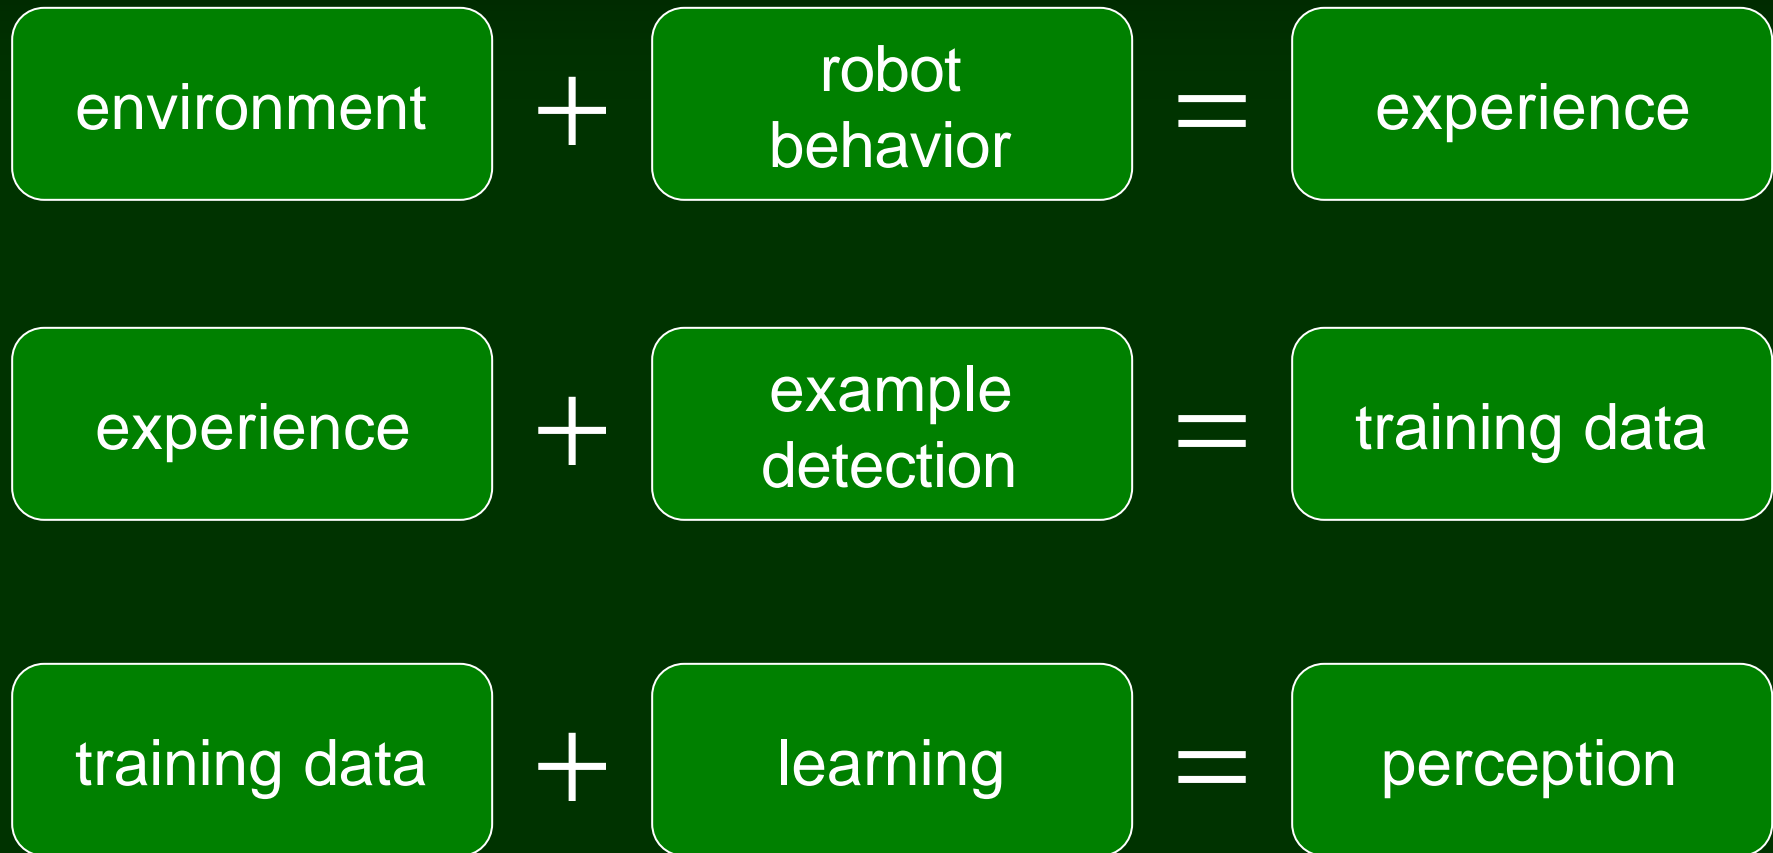 environment + robot behavior = experience
experience + example detection = training data
training data + learning = perception